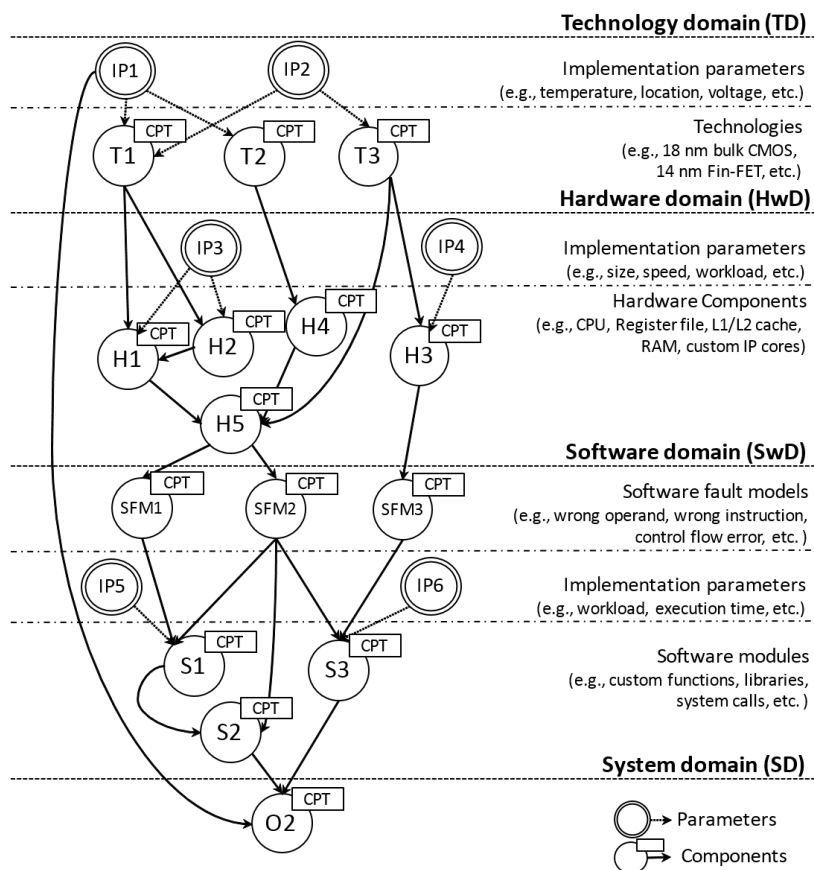 Technology domain (TD)
IP1
IP2
Implementation parameters
(e.g., temperature, location, voltage, etc.)
CPT
CPT
CPT
T1
T2
T3
Technologies
(e.g., 18 nm bulk CMOS,
14 nm Fin-FET, etc.)
Hardware domain (HwD)
IP3
IP4
Implementation parameters
(e.g., size, speed, workload, etc.)
Hardware Components
(e.g., CPU, Register file, L1/L2 cache,
RAM, custom IP cores)
CPT
CPT
CPT
CPT
H1
H2
H4
H3
CPT
H5
Software domain (SwD)
CPT
CPT
CPT
SFM1
SFM2
SFM3
Software fault models
(e.g., wrong operand, wrong instruction,
control flow error, etc. )
IP5
IP6
Implementation parameters
(e.g., workload, execution time, etc.)
CPT
CPT
S1
S3
Software modules
(e.g., custom functions, libraries,
system calls, etc. )
CPT
S2
System domain (SD)
CPT
O2
Parameters
Components